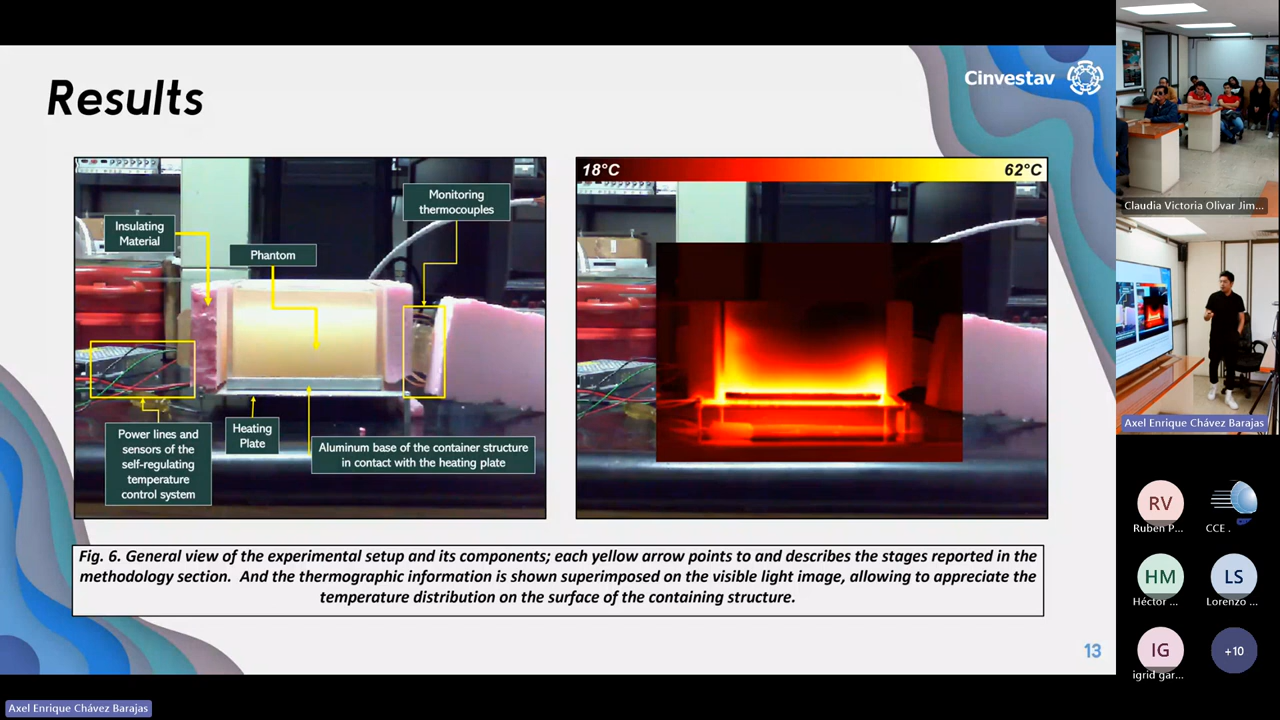 Results
Cinvestav
Insulating
Material
Phantom
Monitoring
thermocouples
Power lines and
sensors of the
self-regulating
temperature
control system
Heating
Plate
Aluminum base of the container structure
in contact with the heating plate
18°C
62°C
Fig. 6. General view of the experimental setup and its components; each yellow arrow points to and describes the stages reported in the
methodology section. And the thermographic information is shown superimposed on the visible light image, allowing to appreciate the
temperature distribution on the surface of the containing structure.
13
Axel Enrique Chávez Barajas
Claudia Victoria Olivar Jim...
Axel Enrique Chávez Barajas
RV
Ruben P...
CCE .
HM
Héctor ...
LS
Lorenzo ...
IG
igrid gar...
+10